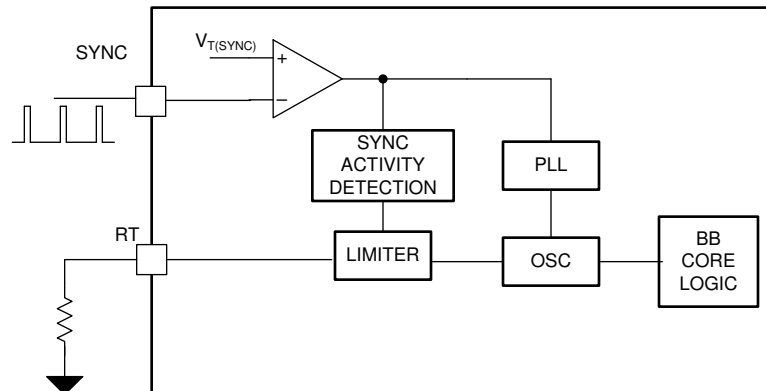 V_T(SYNC)
SYNC
+
−
SYNC
ACTIVITY
DETECTION
PLL
RT
LIMITER
OSC
BB
CORE
LOGIC